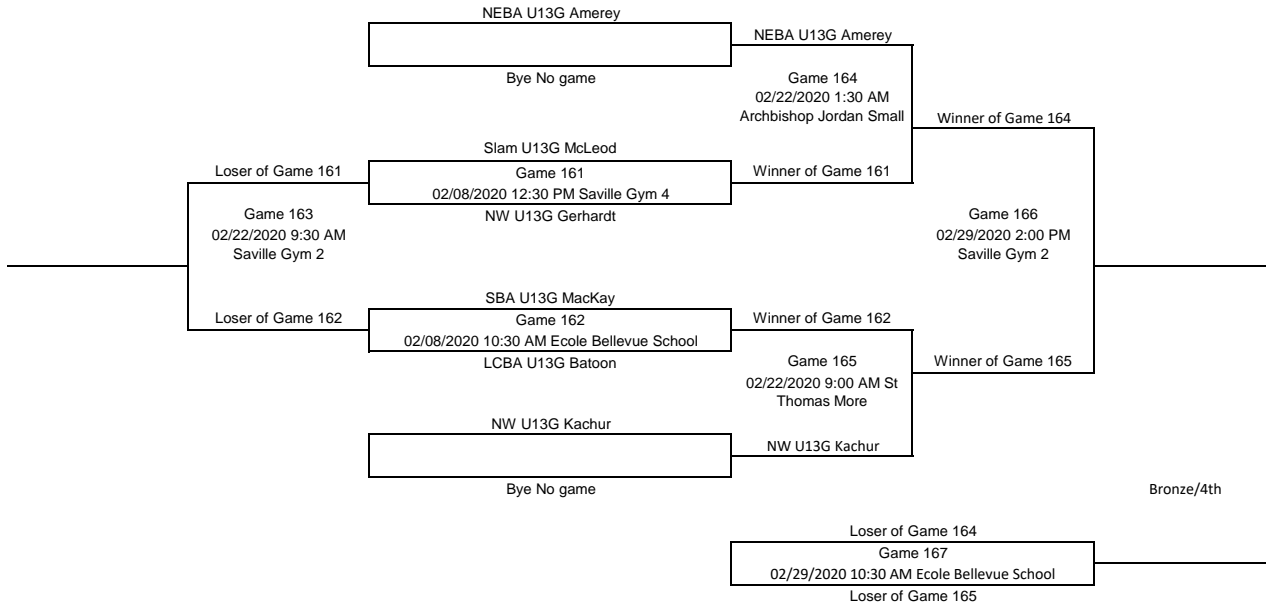 NEBA U13G Amerey
NEBA U13G Amerey
Bye No game
Game 164
02/22/2020 1:30 AM
Archbishop Jordan Small
Winner of Game 164
Slam U13G McLeod
Loser of Game 161
Game 161
Winner of Game 161
02/08/2020 12:30 PM Saville Gym 4
NW U13G Gerhardt
Game 163
02/22/2020 9:30 AM
Saville Gym 2
Game 166
02/29/2020 2:00 PM
Saville Gym 2
SBA U13G MacKay
Loser of Game 162
Game 162
Winner of Game 162
02/08/2020 10:30 AM Ecole Bellevue School
LCBA U13G Batoon
Game 165
02/22/2020 9:00 AM St
Thomas More
Winner of Game 165
NW U13G Kachur
NW U13G Kachur
Bye No game
Bronze/4th
Loser of Game 164
Game 167
02/29/2020 10:30 AM Ecole Bellevue School
Loser of Game 165